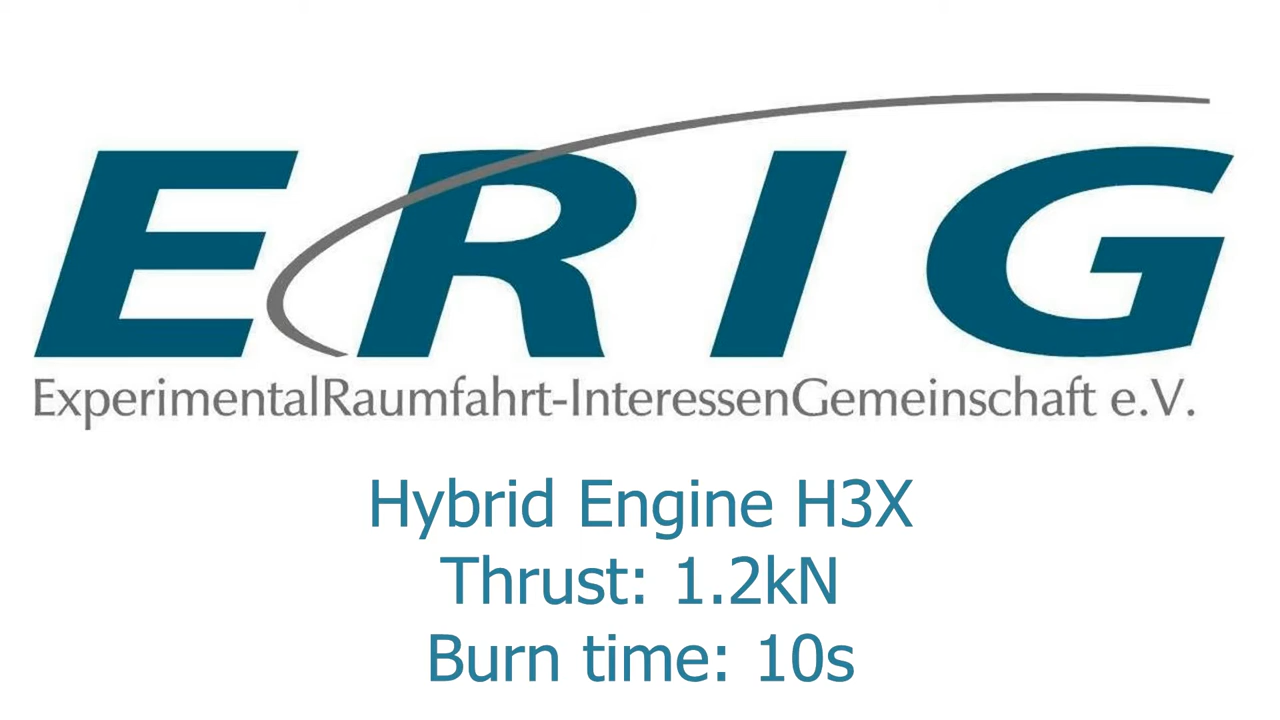 ERIG
ExperimentalRaumfahrt-InteressenGemeinschaft e.V.
Hybrid Engine H3X
Thrust: 1.2kN
Burn time: 10s